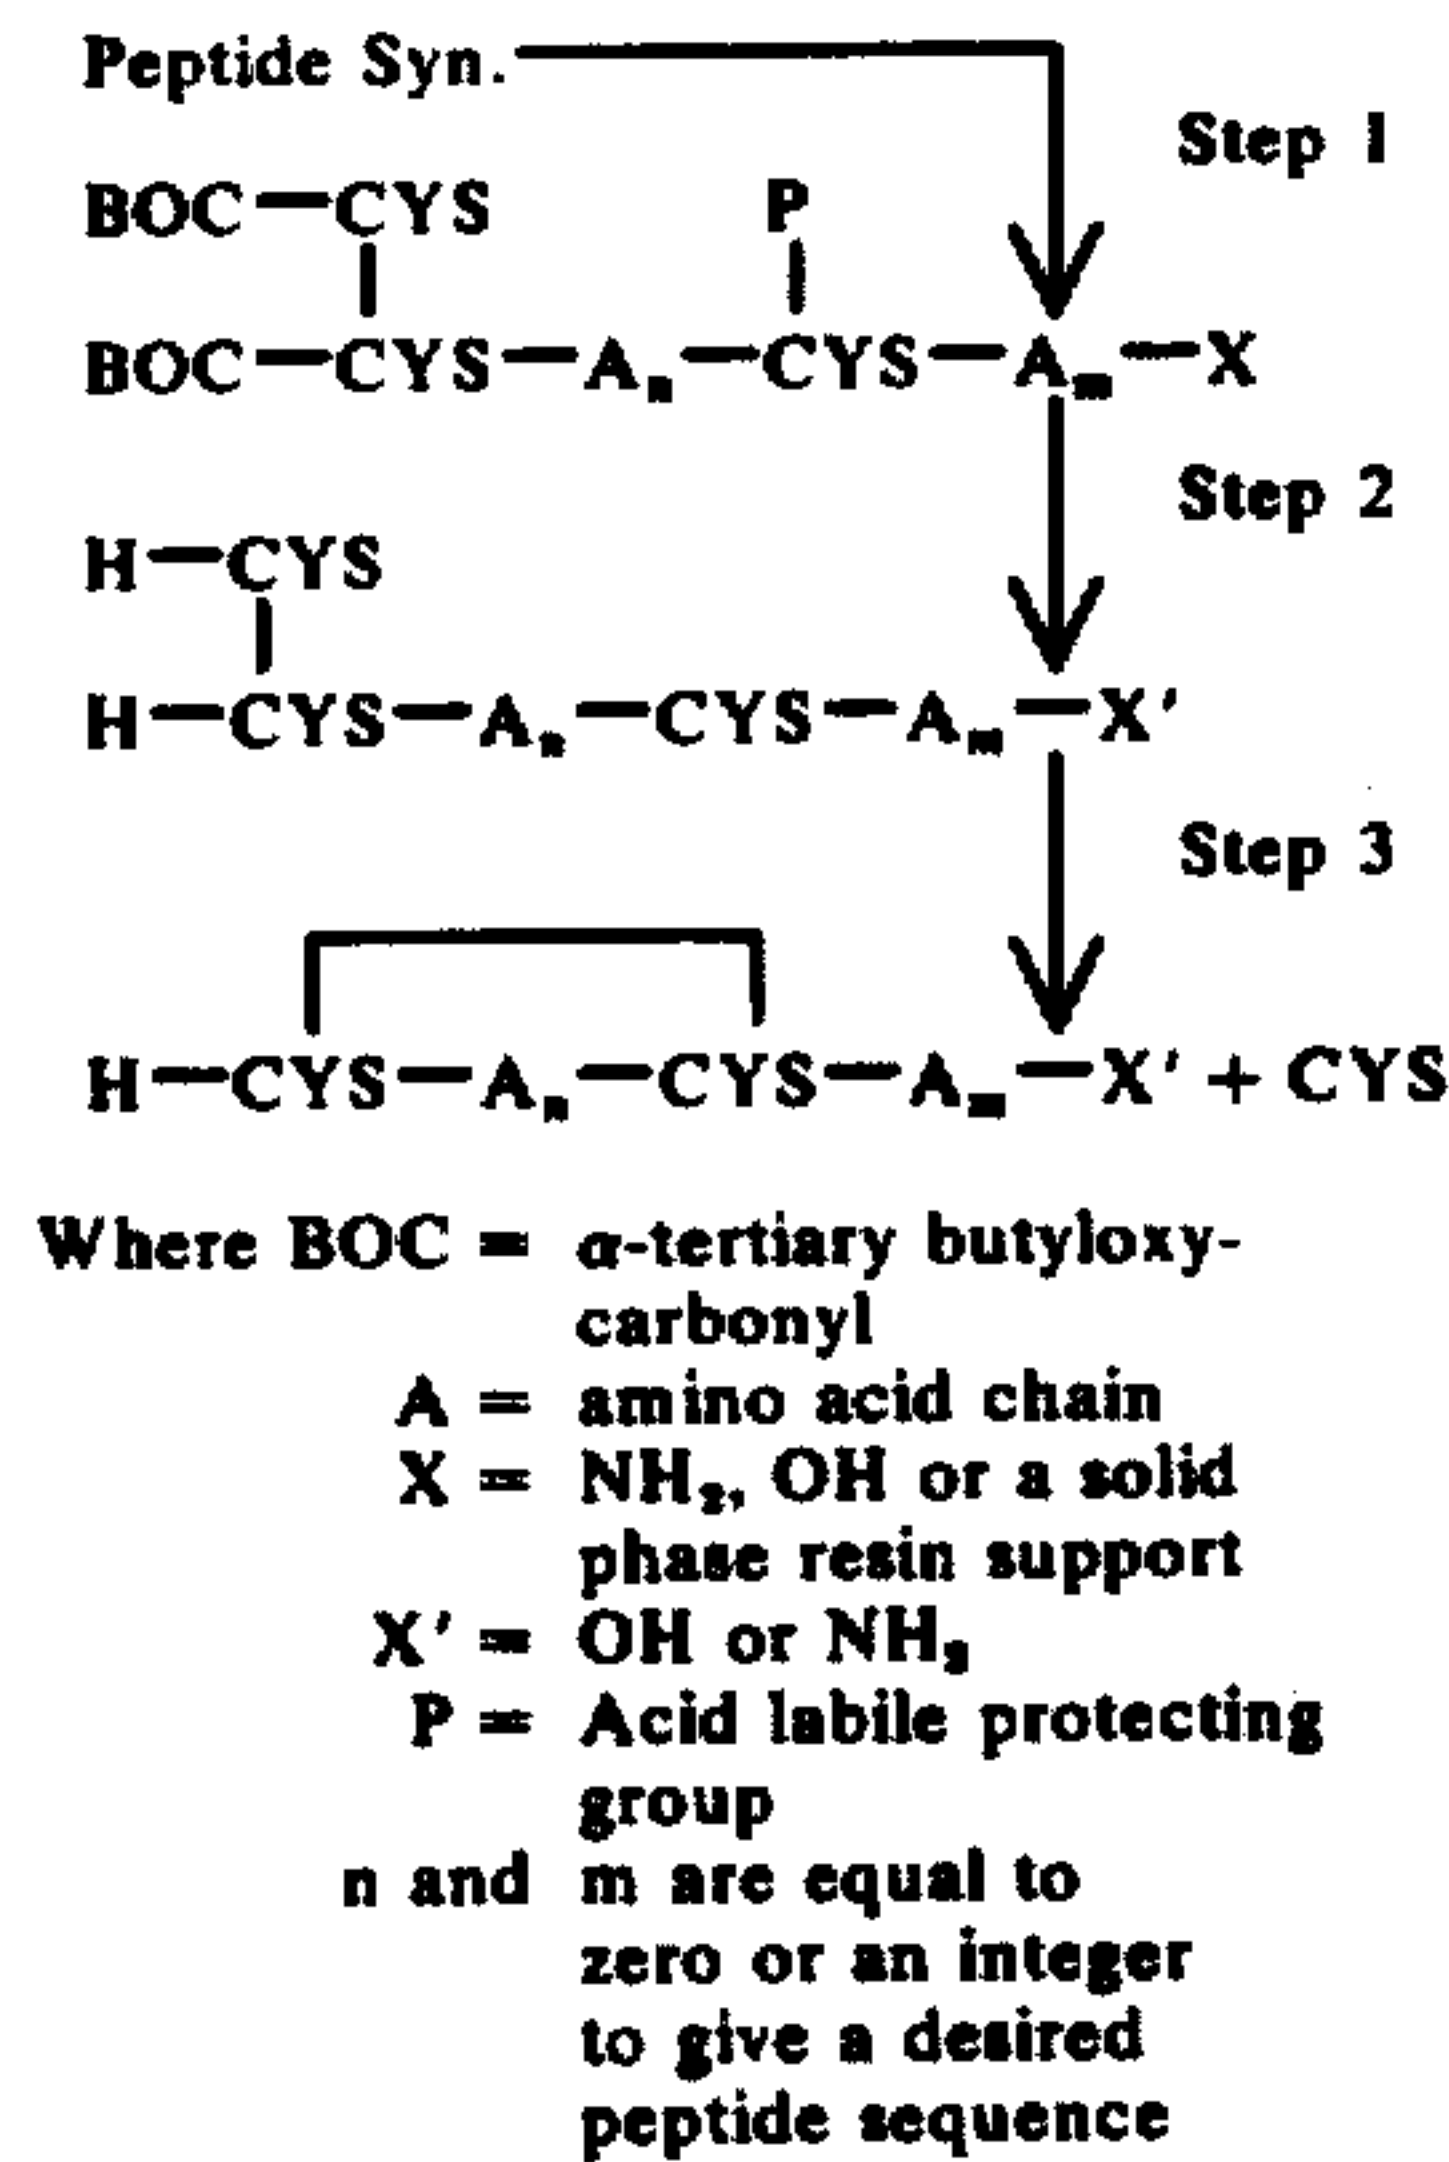 Peptide Syn.
Step 1
BOC—CYS P
BOC—CYS—Aₙ—CYS—Aₘ—X
Step 2
H—CYS
H—CYS—Aₙ—CYS—Aₘ—X'
Step 3
H—CYS—Aₙ—CYS—Aₘ—X' + CYS
Where BOC = α-tertiary butyloxy-
carbonyl
A = amino acid chain
X = NH₂, OH or a solid
phase resin support
X' = OH or NH₂
P = Acid labile protecting
group
n and m are equal to
zero or an integer
to give a desired
peptide sequence